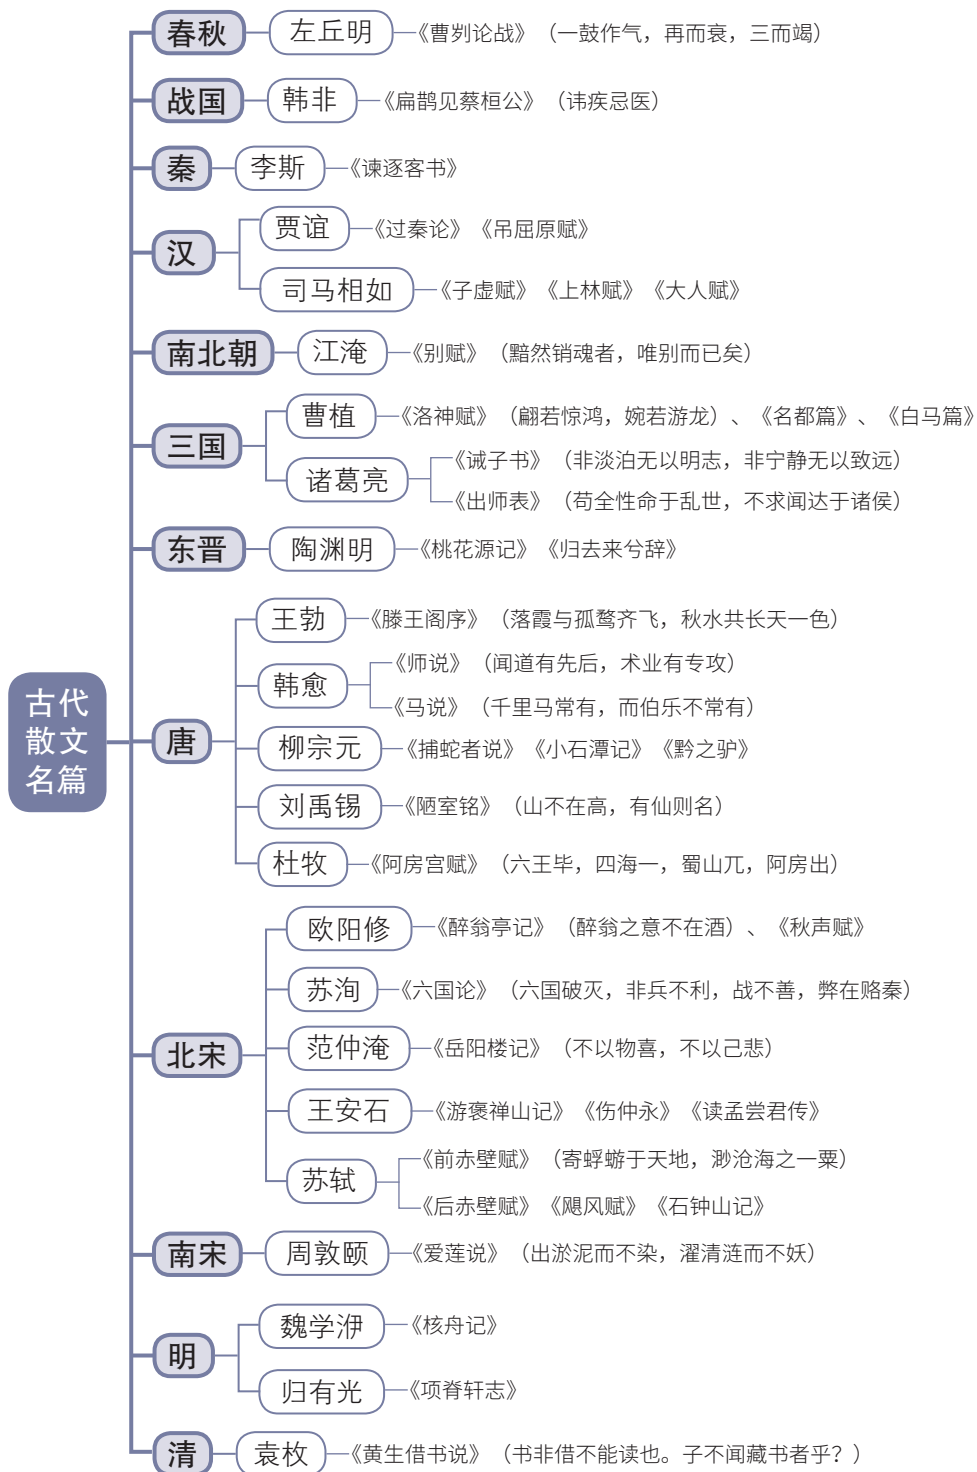 春秋 左丘明 《曹刿论战》（一鼓作气，再而衰，三而竭）
战国 韩非 《扁鹊见蔡桓公》（讳疾忌医）
秦 李斯 《谏逐客书》
汉
贾谊 《过秦论》《吊屈原赋》
司马相如 《子虚赋》《上林赋》《大人赋》
南北朝 江淹 《别赋》（黯然销魂者，唯别而已矣）
三国
曹植 《洛神赋》（翩若惊鸿，婉若游龙）、《名都篇》、《白马篇》
诸葛亮
《诫子书》（非淡泊无以明志，非宁静无以致远）
《出师表》（苟全性命于乱世，不求闻达于诸侯）
东晋 陶渊明 《桃花源记》《归去来兮辞》
古代
散文
名篇
唐
王勃 《滕王阁序》（落霞与孤鹜齐飞，秋水共长天一色）
韩愈
《师说》（闻道有先后，术业有专攻）
《马说》（千里马常有，而伯乐不常有）
柳宗元 《捕蛇者说》《小石潭记》《黔之驴》
刘禹锡 《陋室铭》（山不在高，有仙则名）
杜牧 《阿房宫赋》（六王毕，四海一，蜀山兀，阿房出）
北宋
欧阳修 《醉翁亭记》（醉翁之意不在酒）、《秋声赋》
苏洵 《六国论》（六国破灭，非兵不利，战不善，弊在赂秦）
范仲淹 《岳阳楼记》（不以物喜，不以己悲）
王安石 《游褒禅山记》《伤仲永》《读孟尝君传》
苏轼
《前赤壁赋》（寄蜉蝣于天地，渺沧海之一粟）
《后赤壁赋》《飓风赋》《石钟山记》
南宋 周敦颐 《爱莲说》（出淤泥而不染，濯清涟而不妖）
明
魏学洢 《核舟记》
归有光 《项脊轩志》
清 袁枚 《黄生借书说》（书非借不能读也。子不闻藏书者乎？）